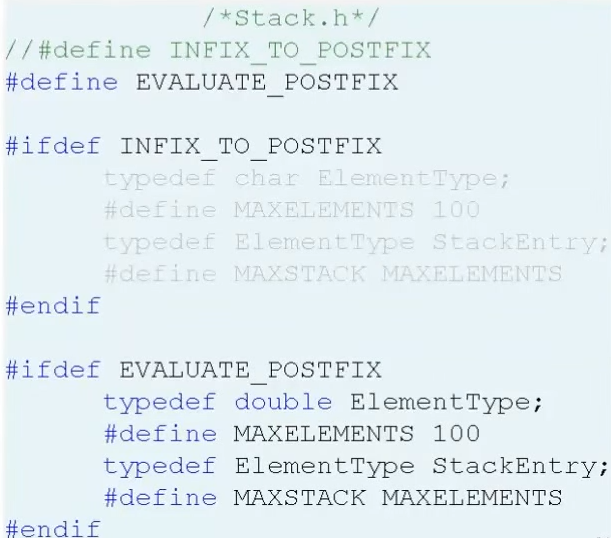 /*Stack.h*/
//#define INFIX_TO_POSTFIX
#define EVALUATE_POSTFIX
#ifdef INFIX_TO_POSTFIX
typedef char ElementType;
#define MAXELEMENTS 100
typedef ElementType StackEntry;
#define MAXSTACK MAXELEMENTS
#endif
#ifdef EVALUATE_POSTFIX
typedef double ElementType;
#define MAXELEMENTS 100
typedef ElementType StackEntry;
#define MAXSTACK MAXELEMENTS
#endif